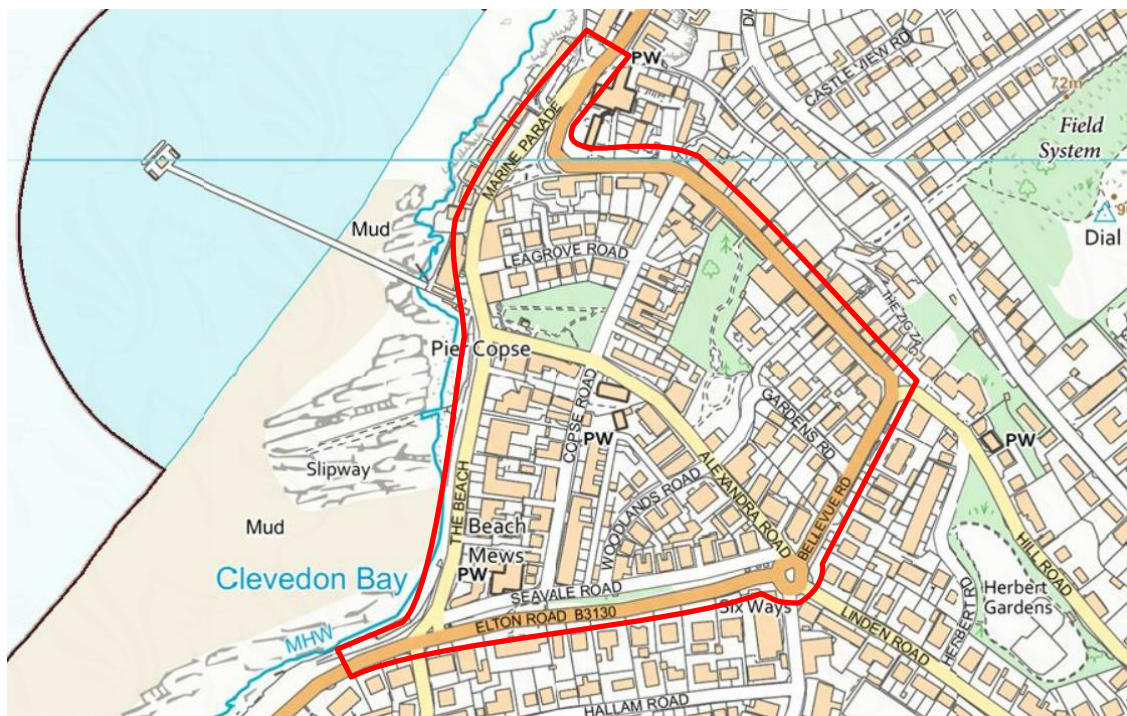 PW
CASTLE VIEW RD
72m
Field
System
MARINE PARADE
Mud
Dial
LEAGROVE ROAD
THE ZIG ZAG
Pier Copse
COPSE ROAD
GARDENS RD
PW
PW
Slipway
ALEXANDRA ROAD
WOODLANDS ROAD
THE BEACH
BELLEVUE RD
Mud
Beach
Mews
HILL ROAD
Clevedon Bay
PW
SEAVALE ROAD
Herbert
Gardens
HERBERT RD
ELTON ROAD B3130
Six Ways
LINDEN ROAD
MHW
HALLAM ROAD